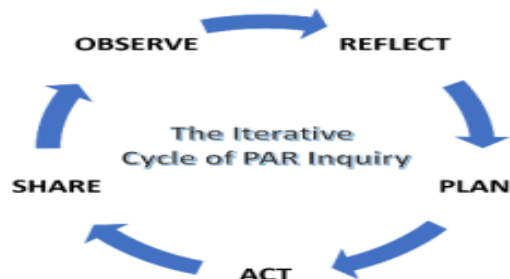 OBSERVE REFLECT
The Iterative
Cycle of PAR Inquiry
SHARE PLAN
ACT